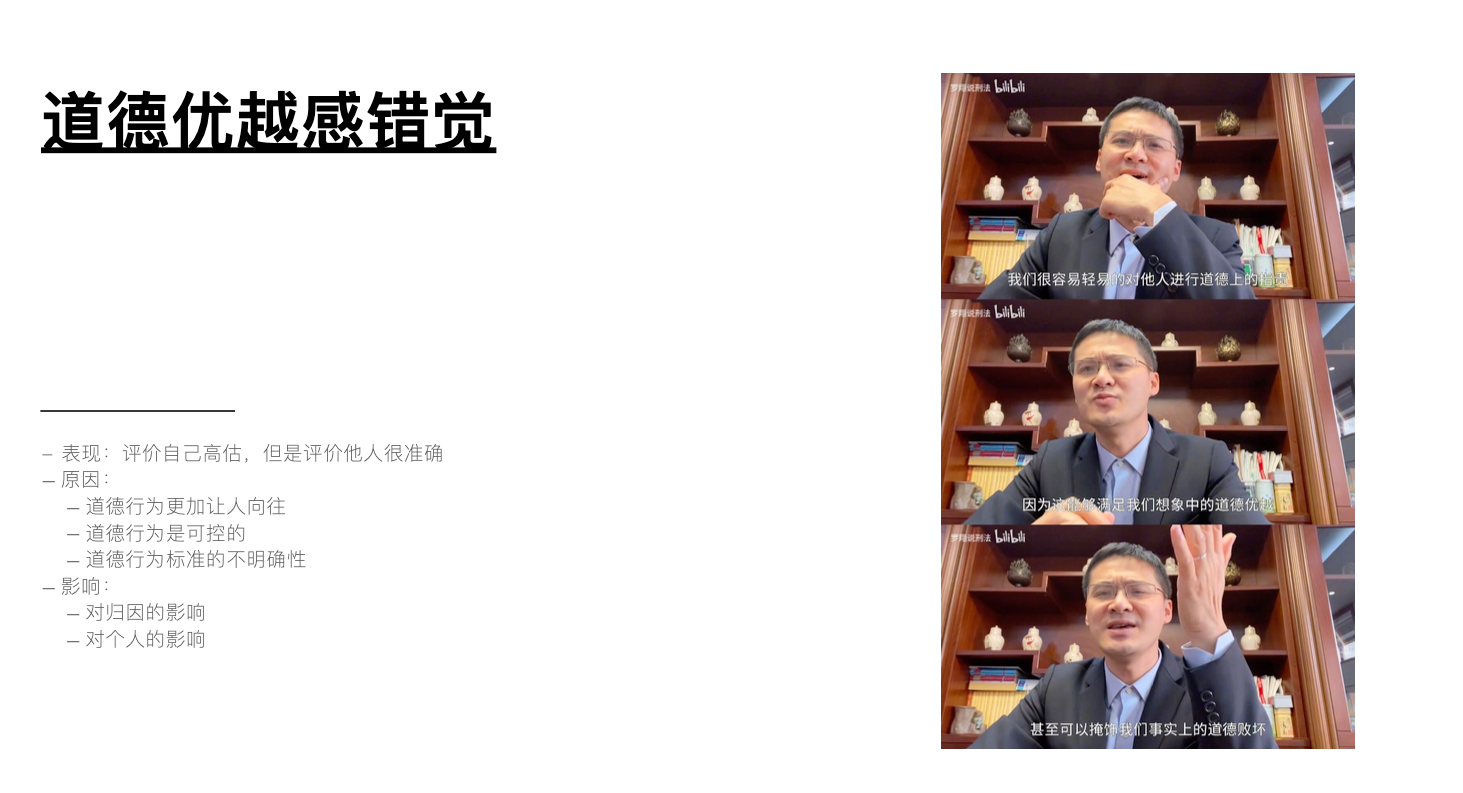 道德优越感错觉
– 表现：评价自己高估，但是评价他人很准确
– 原因：
– 道德行为更加让人向往
– 道德行为是可控的
– 道德行为标准的不明确性
– 影响：
– 对归因的影响
– 对个人的影响
罗翔说刑法 bilibili
我们很容易轻易的对他人进行道德上的指责
罗翔说刑法 bilibili
因为这能够满足我们想象中的道德优越
罗翔说刑法 bilibili
甚至可以掩饰我们事实上的道德败坏